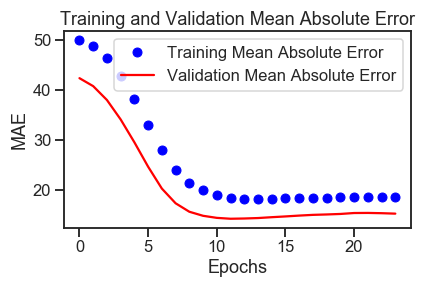 Training and Validation Mean Absolute Error
50
40
30
20
MAE
Training Mean Absolute Error
Validation Mean Absolute Error
0 5 10 15 20
Epochs